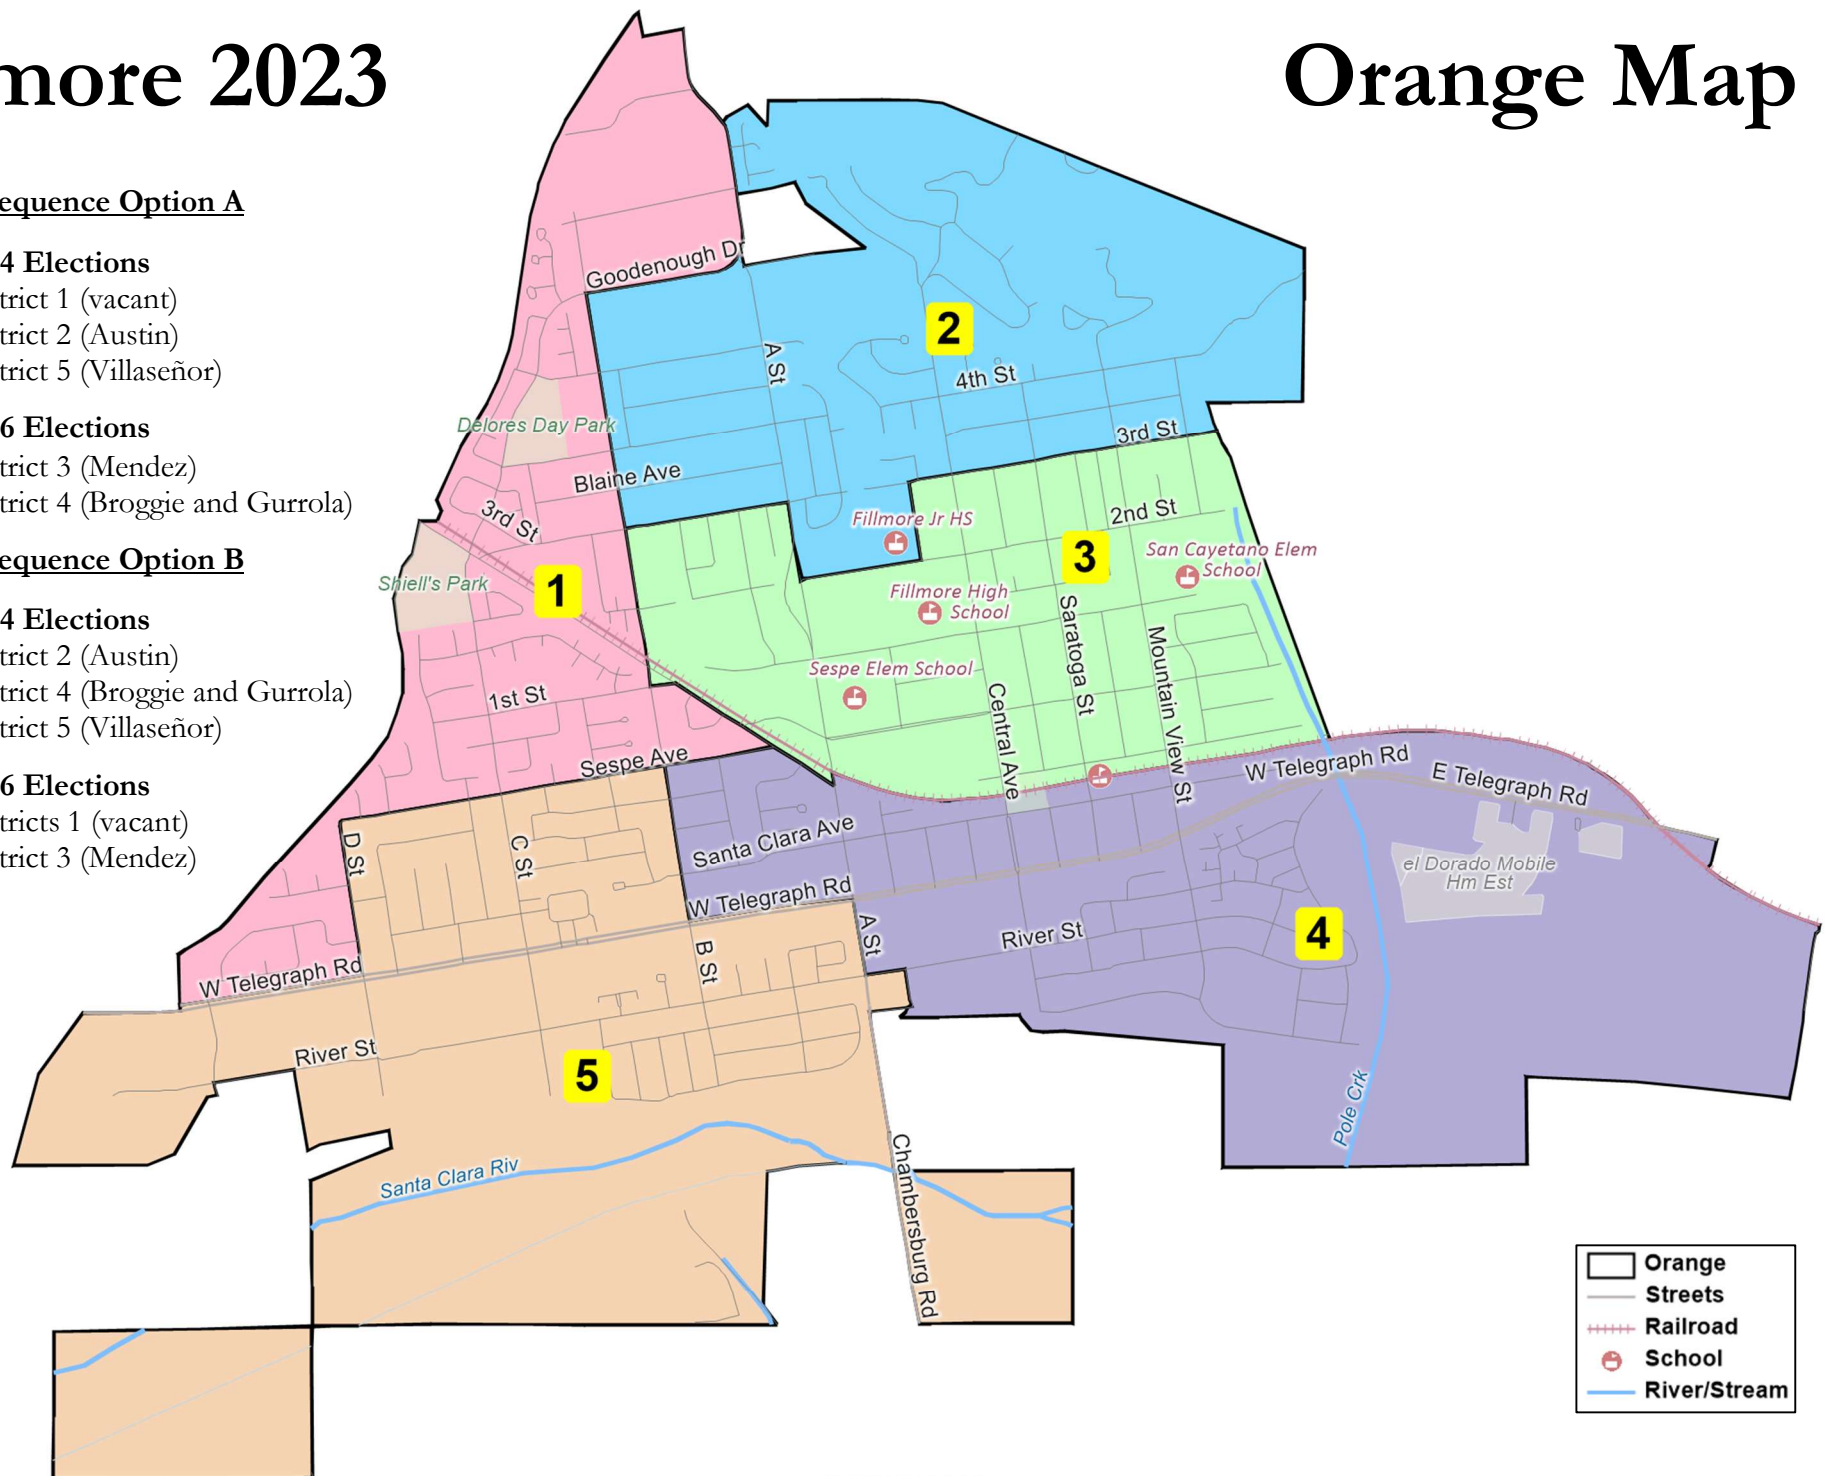 more 2023
Orange Map
equence Option A
4 Elections
trict 1 (vacant)
trict 2 (Austin)
trict 5 (Villaseñor)
6 Elections
trict 3 (Mendez)
trict 4 (Broggie and Gurrola)
equence Option B
4 Elections
trict 2 (Austin)
trict 4 (Broggie and Gurrola)
trict 5 (Villaseñor)
6 Elections
tricts 1 (vacant)
trict 3 (Mendez)
Goodenough Dr
2
A St
4th St
Delores Day Park
3rd St
Blaine Ave
3rd St
2nd St
Fillmore Jr HS
3
San Cayetano Elem
School
Shiell's Park
1
Fillmore High
School
Saratoga St
Mountain View St
Sespe Elem School
Central Ave
1st St
Sespe Ave
W Telegraph Rd
E Telegraph Rd
D St
C St
Santa Clara Ave
el Dorado Mobile
Hm Est
W Telegraph Rd
A St
River St
4
B St
W Telegraph Rd
River St
5
Pole Crk
Santa Clara Riv
Chambersburg Rd
Orange
Streets
Railroad
School
River/Stream